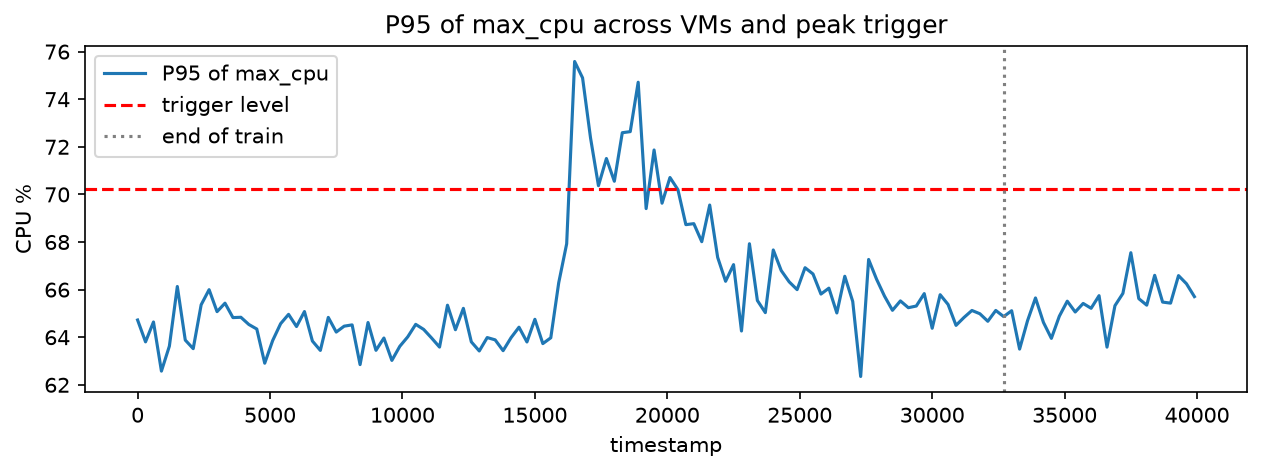 P95 of max_cpu across VMs and peak trigger
P95 of max_cpu
trigger level
end of train
CPU %
76
74
72
70
68
66
64
62
0 5000 10000 15000 20000 25000 30000 35000 40000
timestamp